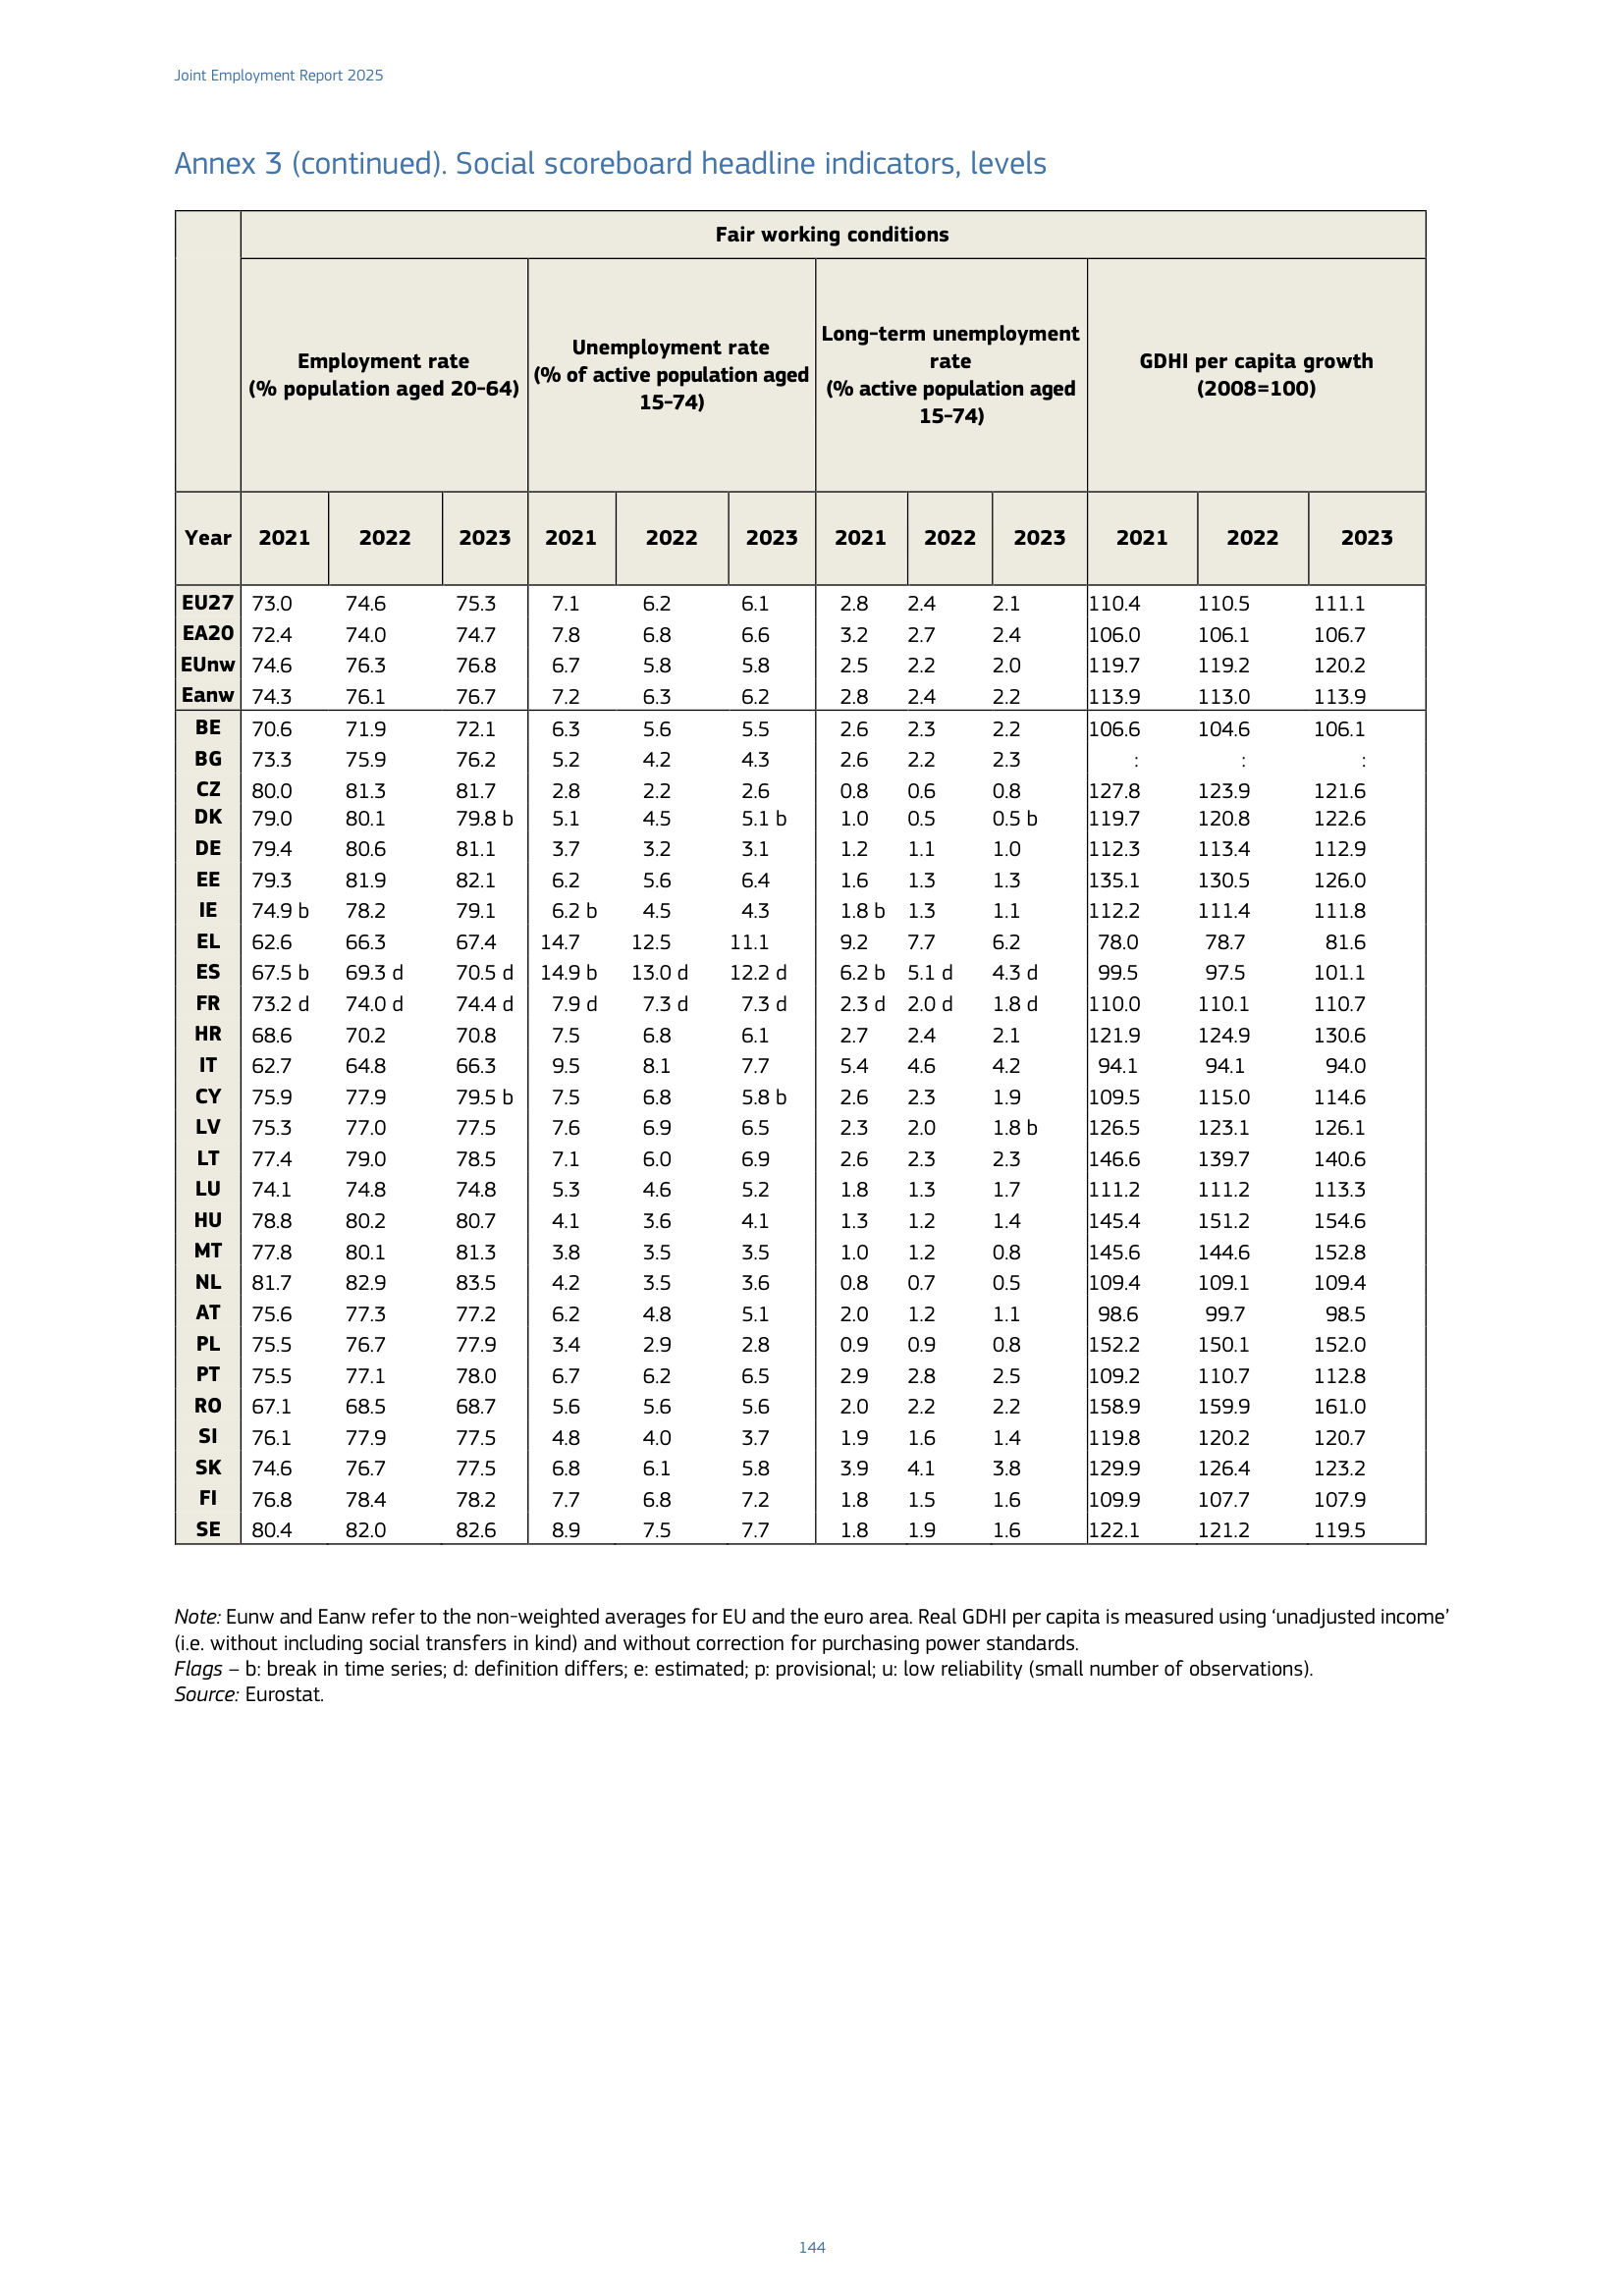 Joint Employment Report 2025
Annex 3 (continued). Social scoreboard headline indicators, levels
Fair working conditions
Employment rate
(% population aged 20-64)
Unemployment rate
(% of active population aged
15-74)
Long-term unemployment
rate
(% active population aged
15-74)
GDHI per capita growth
(2008=100)
Year 2021 2022 2023 2021 2022 2023 2021 2022 2023 2021 2022 2023
EU27 73.0 74.6 75.3 7.1 6.2 6.1 2.8 2.4 2.1 110.4 110.5 111.1
EA20 72.4 74.0 74.7 7.8 6.8 6.6 3.2 2.7 2.4 106.0 106.1 106.7
EUnw 74.6 76.3 76.8 6.7 5.8 5.8 2.5 2.2 2.0 119.7 119.2 120.2
Eanw 74.3 76.1 76.7 7.2 6.3 6.2 2.8 2.4 2.2 113.9 113.0 113.9
BE 70.6 71.9 72.1 6.3 5.6 5.5 2.6 2.3 2.2 106.6 104.6 106.1
BG 73.3 75.9 76.2 5.2 4.2 4.3 2.6 2.2 2.3 : : :
CZ 80.0 81.3 81.7 2.8 2.2 2.6 0.8 0.6 0.8 127.8 123.9 121.6
DK 79.0 80.1 79.8 b 5.1 4.5 5.1 b 1.0 0.5 0.5 b 119.7 120.8 122.6
DE 79.4 80.6 81.1 3.7 3.2 3.1 1.2 1.1 1.0 112.3 113.4 112.9
EE 79.3 81.9 82.1 6.2 5.6 6.4 1.6 1.3 1.3 135.1 130.5 126.0
IE 74.9 b 78.2 79.1 6.2 b 4.5 4.3 1.8 b 1.3 1.1 112.2 111.4 111.8
EL 62.6 66.3 67.4 14.7 12.5 11.1 9.2 7.7 6.2 78.0 78.7 81.6
ES 67.5 b 69.3 d 70.5 d 14.9 b 13.0 d 12.2 d 6.2 b 5.1 d 4.3 d 99.5 97.5 101.1
FR 73.2 d 74.0 d 74.4 d 7.9 d 7.3 d 7.3 d 2.3 d 2.0 d 1.8 d 110.0 110.1 110.7
HR 68.6 70.2 70.8 7.5 6.8 6.1 2.7 2.4 2.1 121.9 124.9 130.6
IT 62.7 64.8 66.3 9.5 8.1 7.7 5.4 4.6 4.2 94.1 94.1 94.0
CY 75.9 77.9 79.5 b 7.5 6.8 5.8 b 2.6 2.3 1.9 109.5 115.0 114.6
LV 75.3 77.0 77.5 7.6 6.9 6.5 2.3 2.0 1.8 b 126.5 123.1 126.1
LT 77.4 79.0 78.5 7.1 6.0 6.9 2.6 2.3 2.3 146.6 139.7 140.6
LU 74.1 74.8 74.8 5.3 4.6 5.2 1.8 1.3 1.7 111.2 111.2 113.3
HU 78.8 80.2 80.7 4.1 3.6 4.1 1.3 1.2 1.4 145.4 151.2 154.6
MT 77.8 80.1 81.3 3.8 3.5 3.5 1.0 1.2 0.8 145.6 144.6 152.8
NL 81.7 82.9 83.5 4.2 3.5 3.6 0.8 0.7 0.5 109.4 109.1 109.4
AT 75.6 77.3 77.2 6.2 4.8 5.1 2.0 1.2 1.1 98.6 99.7 98.5
PL 75.5 76.7 77.9 3.4 2.9 2.8 0.9 0.9 0.8 152.2 150.1 152.0
PT 75.5 77.1 78.0 6.7 6.2 6.5 2.9 2.8 2.5 109.2 110.7 112.8
RO 67.1 68.5 68.7 5.6 5.6 5.6 2.0 2.2 2.2 158.9 159.9 161.0
SI 76.1 77.9 77.5 4.8 4.0 3.7 1.9 1.6 1.4 119.8 120.2 120.7
SK 74.6 76.7 77.5 6.8 6.1 5.8 3.9 4.1 3.8 129.9 126.4 123.2
FI 76.8 78.4 78.2 7.7 6.8 7.2 1.8 1.5 1.6 109.9 107.7 107.9
SE 80.4 82.0 82.6 8.9 7.5 7.7 1.8 1.9 1.6 122.1 121.2 119.5
Note: Eunw and Eanw refer to the non-weighted averages for EU and the euro area. Real GDHI per capita is measured using ‘unadjusted income’
(i.e. without including social transfers in kind) and without correction for purchasing power standards.
Flags – b: break in time series; d: definition differs; e: estimated; p: provisional; u: low reliability (small number of observations).
Source: Eurostat.
144